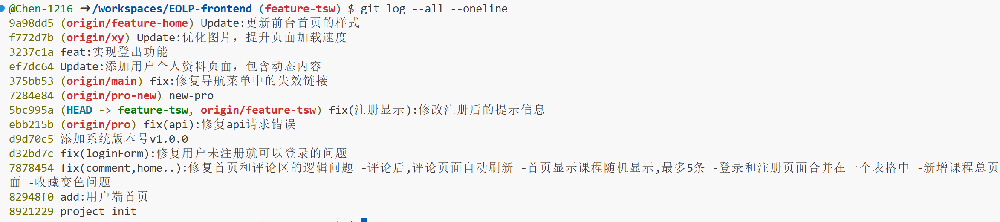 @Chen-1216 ➜/workspaces/EOLP-frontend (feature-tsw) $ git log --all --oneline
9a98dd5 (origin/feature-home) Update:更新前台首页的样式
f772d7b (origin/xy) Update:优化图片，提升页面加载速度
3237c1a feat:实现登出功能
ef7dc64 Update:添加用户个人资料页面，包含动态内容
375bb53 (origin/main) fix:修复导航菜单中的失效链接
7284e84 (origin/pro-new) new-pro
5bc995a (HEAD -> feature-tsw, origin/feature-tsw) fix(注册显示):修改注册后的提示信息
ebb215b (origin/pro) fix(api):修复api请求错误
d9d70c5 添加系统版本号v1.0.0
d32bd7c fix(loginForm):修复用户未注册就可以登录的问题
7878454 fix(comment,home..):修复首页和评论区的逻辑问题 -评论后,评论页面自动刷新 -首页显示课程随机显示,最多5条 -登录和注册页面合并在一个表格中 -新增课程总页
面 -收藏变色问题
82948f0 add:用户端首页
8921229 project init